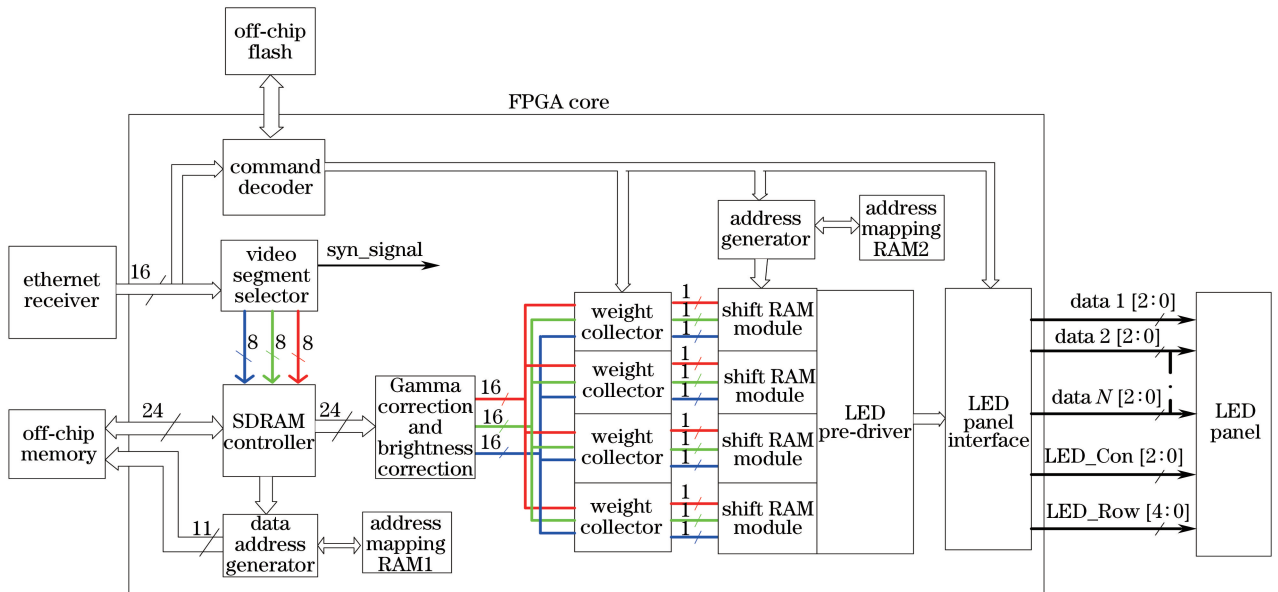 off-chip
flash
FPGA core
command
decoder
address
generator
address
mapping
RAM2
ethernet
receiver
16
video
segment
selector
syn_signal
8
8
8
off-chip
memory
24
SDRAM
controller
24
Gamma
correction
and
brightness
correction
16
16
16
11
data
address
generator
address
mapping
RAM1
weight
collector
1
1
1
shift RAM
module
weight
collector
1
1
1
shift RAM
module
weight
collector
1
1
1
shift RAM
module
weight
collector
1
1
1
shift RAM
module
LED
pre-driver
LED
panel
interface
data 1 [2:0]
data 2 [2:0]
data N [2:0]
LED_Con [2:0]
LED_Row [4:0]
LED
panel